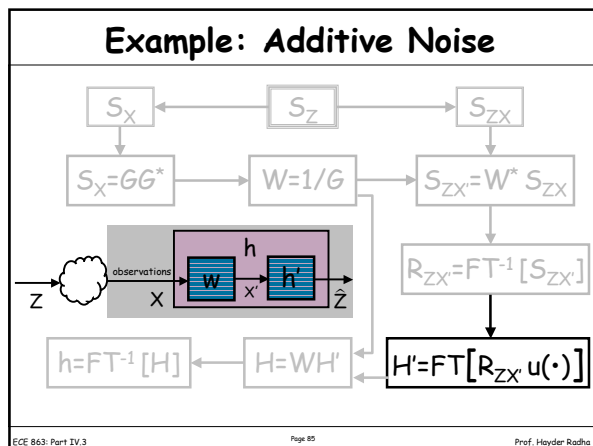 Example: Additive Noise
S_X
S_Z
S_ZX
S_X=GG*
W=1/G
S_ZX'=W* S_ZX
h
observations
w
h'
Z
X
x'
Ẑ
R_ZX'=FT⁻¹ [S_ZX']
h=FT⁻¹ [H]
H=WH'
H'=FT[R_ZX' u(·)]
ECE 863: Part IV.3
Page 85
Prof. Hayder Radha